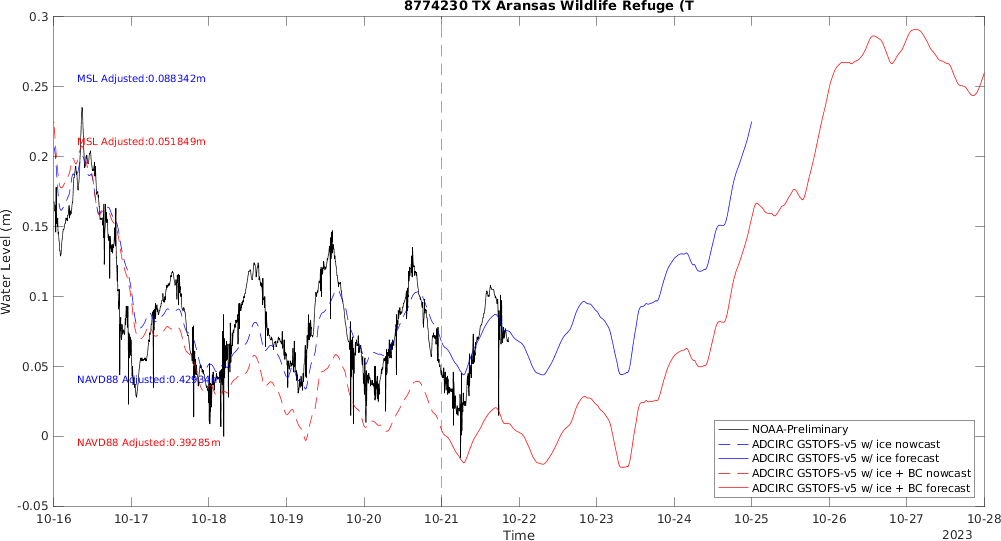 8774230 TX Aransas Wildlife Refuge (T
0.3
0.25
0.2
0.15
0.1
0.05
0
-0.05
Water Level (m)
MSL Adjusted:0.088342m
MSL Adjusted:0.051849m
NAVD88 Adjusted:0.39285m
NOAA-Preliminary
ADCIRC GSTOFS-v5 w/ ice nowcast
ADCIRC GSTOFS-v5 w/ ice forecast
ADCIRC GSTOFS-v5 w/ ice + BC nowcast
ADCIRC GSTOFS-v5 w/ ice + BC forecast
10-16 10-17 10-18 10-19 10-20 10-21 10-22 10-23 10-24 10-25 10-26 10-27 10-28
Time
2023